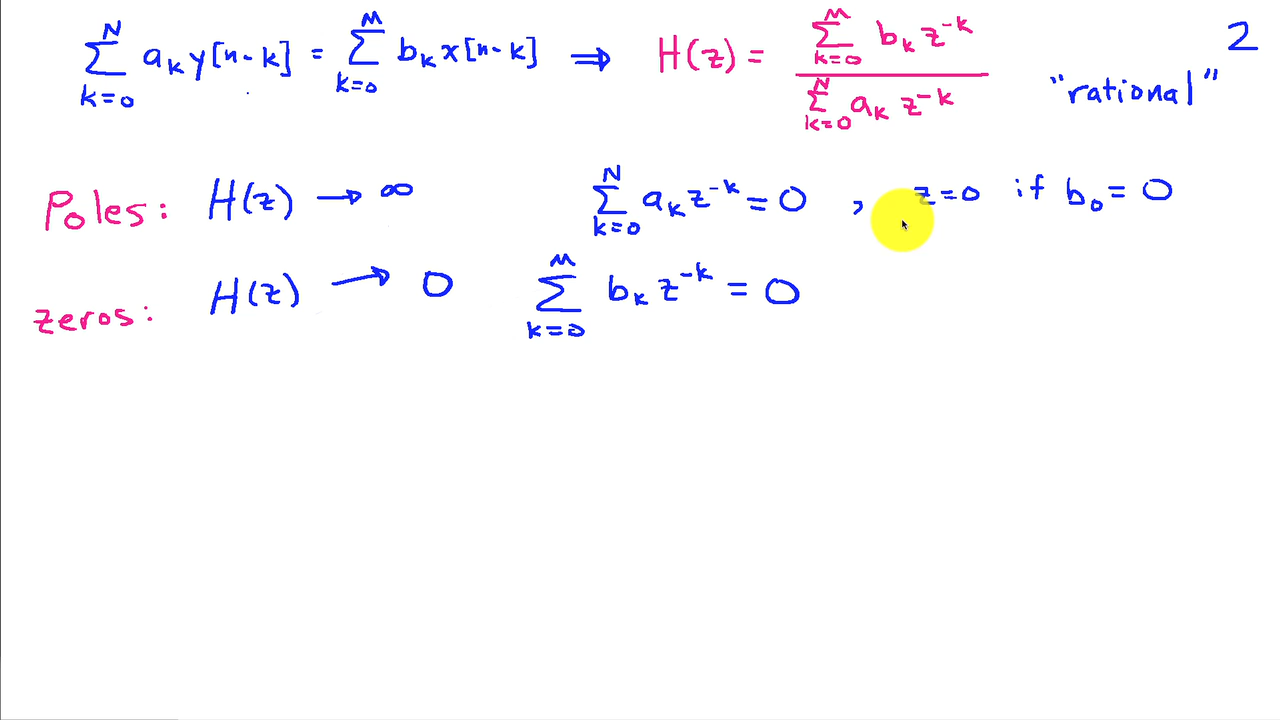 ∑_{k=0}^{N} a_k y[n-k] = ∑_{k=0}^{M} b_k x[n-k] ⇒ H(z) = (∑_{k=0}^{M} b_k z^{-k}) / (∑_{k=0}^{N} a_k z^{-k}) "rational" 2
Poles: H(z) → ∞ ∑_{k=0}^{N} a_k z^{-k} = 0 , z=0 if b_0 = 0
zeros: H(z) → 0 ∑_{k=0}^{M} b_k z^{-k} = 0